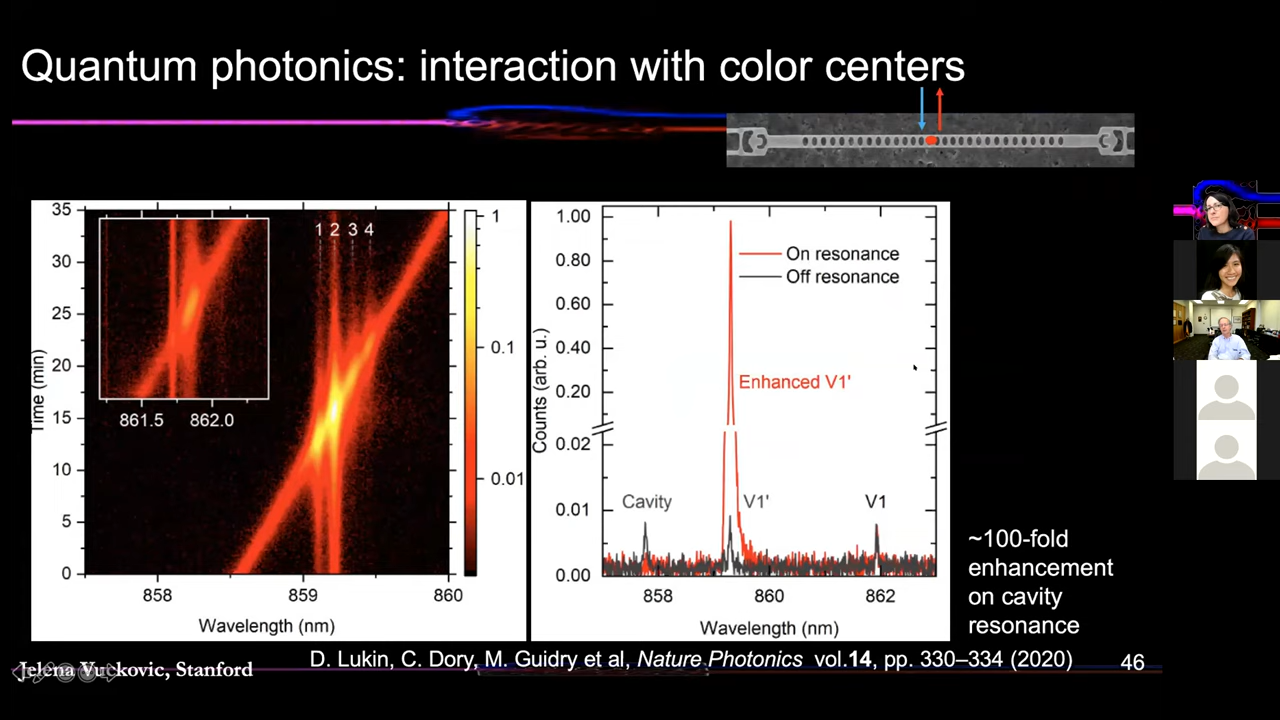 Quantum photonics: interaction with color centers
35
30
25
20
15
10
5
0
Time (min)
861.5 862.0
1 2 3 4
858 859 860
Wavelength (nm)
1
0.1
0.01
1.00
0.80
0.60
0.40
0.20
0.02
0.01
0.00
Counts (arb. u.)
On resonance
Off resonance
Enhanced V1'
Cavity V1' V1
858 860 862
Wavelength (nm)
~100-fold
enhancement
on cavity
resonance
Jelena Vuckovic, Stanford
D. Lukin, C. Dory, M. Guidry et al, Nature Photonics vol.14, pp. 330–334 (2020)
46